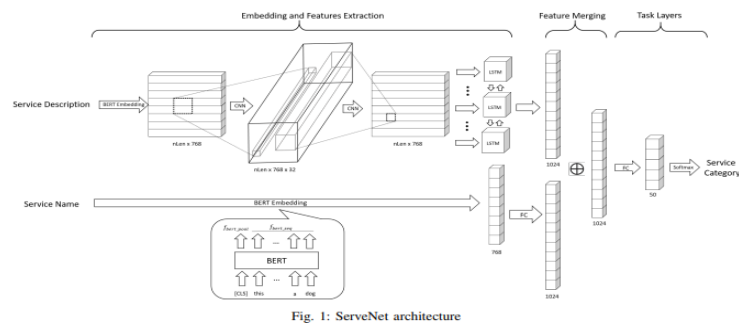 Embedding and Features Extraction
Feature Merging
Task Layers
Service Description
BERT Embedding
nLen x 768
CNN
nLen x 768 x 32
CNN
nLen x 768
LSTM
LSTM
LSTM
1024
Service Name
BERT Embedding
768
FC
1024
1024
FC
50
Softmax
Service
Category
fbert_pool fbert_seq
...
BERT
...
[CLS] this a dog
Fig. 1: ServeNet architecture